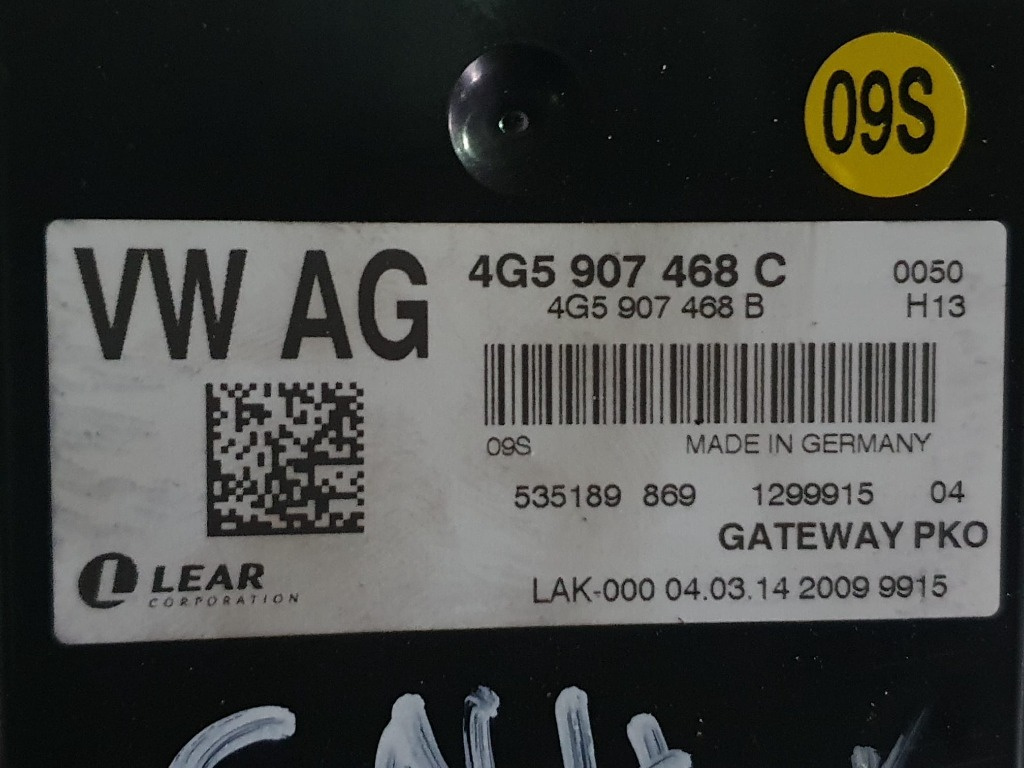 09S
VW AG
4G5 907 468 C 0050
4G5 907 468 B H13
09S MADE IN GERMANY
535189 869 1299915 04
GATEWAY PKO
LEAR
CORPORATION
LAK-000 04.03.14 2009 9915